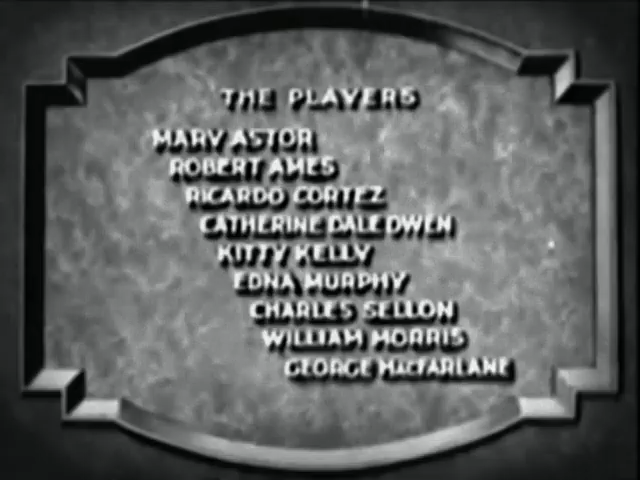 THE PLAYERS
MARY ASTOR
ROBERT AMES
RICARDO CORTEZ
CATHERINE DALE OWEN
KITTY KELLY
EDNA MURPHY
CHARLES SELLON
WILLIAM MORRIS
GEORGE MACFARLANE